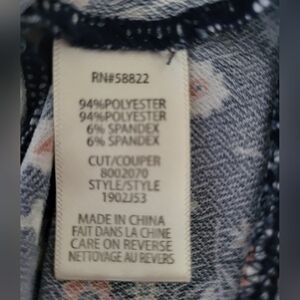 RN#58822
94%POLYESTER
94%POLYESTER
6% SPANDEX
6% SPANDEX
CUT/COUPER
8002070
STYLE/STYLE
1902J53
MADE IN CHINA
FAIT DANS LA CHINE
CARE ON REVERSE
NETTOYAGE AU REVERS